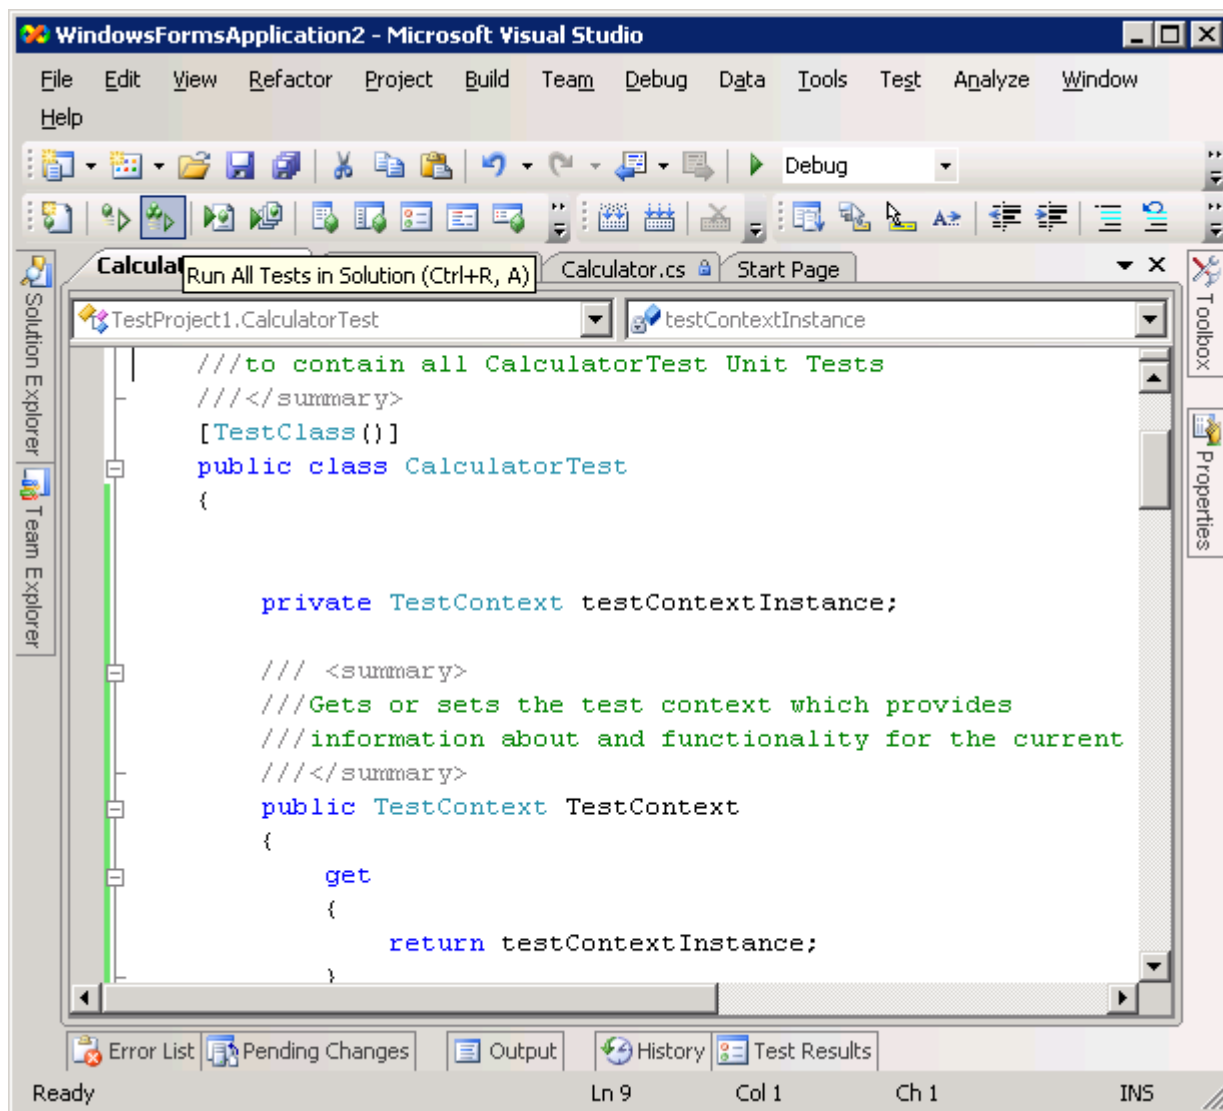 WindowsFormsApplication2 - Microsoft Visual Studio
File Edit View Refactor Project Build Team Debug Data Tools Test Analyze Window
Help
Debug
Calculat
Run All Tests in Solution (Ctrl+R, A)
Calculator.cs
Start Page
TestProject1.CalculatorTest
testContextInstance
///to contain all CalculatorTest Unit Tests
///</summary>
[TestClass()]
public class CalculatorTest
{
private TestContext testContextInstance;
/// <summary>
///Gets or sets the test context which provides
///information about and functionality for the current
///</summary>
public TestContext TestContext
{
get
{
return testContextInstance;
}
Solution Explorer
Team Explorer
Toolbox
Properties
Error List
Pending Changes
Output
History
Test Results
Ready Ln 9 Col 1 Ch 1 INS